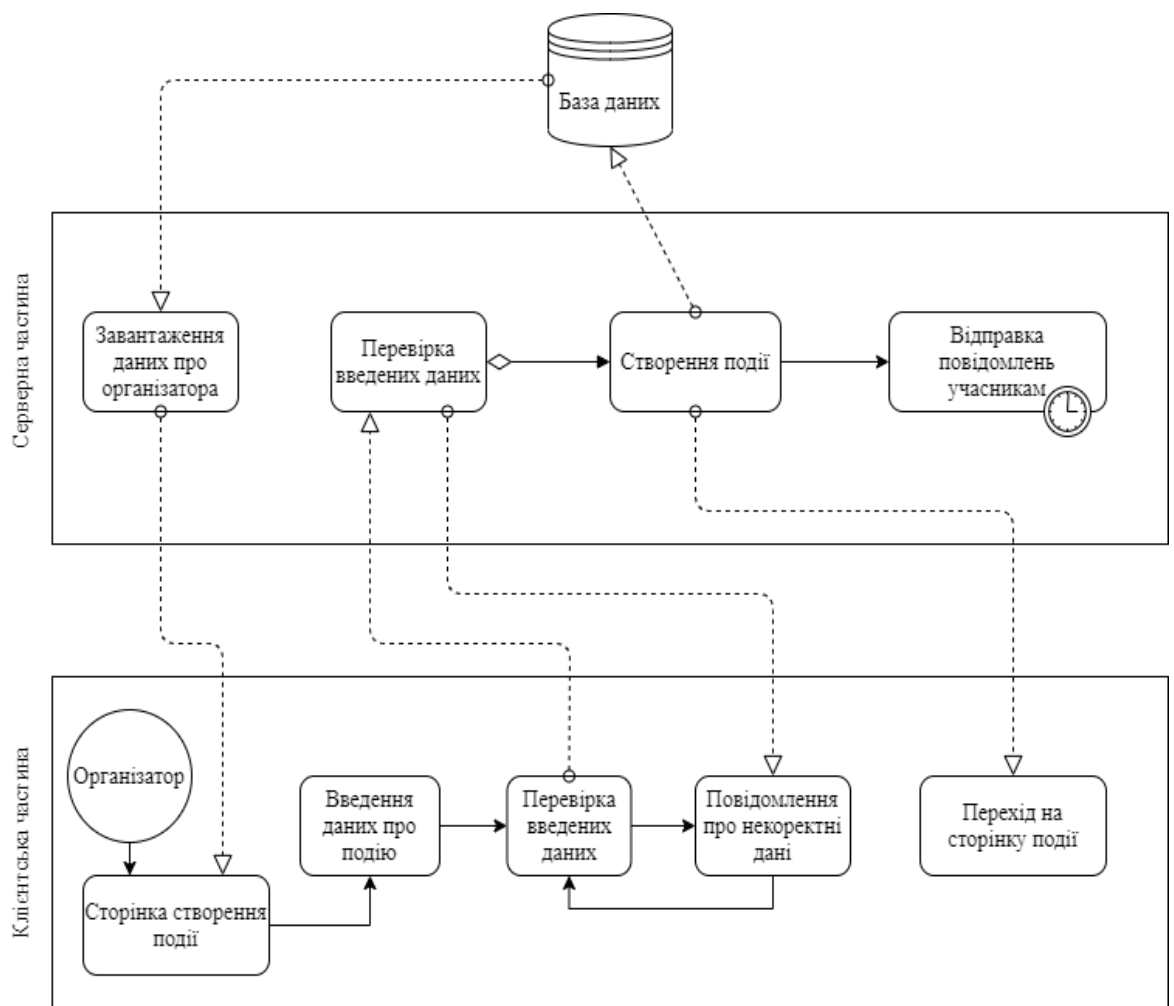 База даних
Серверна частина
Завантаження
даних про
організатора
Перевірка
введених даних
Створення події
Відправка
повідомлень
учасникам
Клієнтська частина
Організатор
Сторінка створення
події
Введення
даних про
подію
Перевірка
введених
даних
Повідомлення
про некоректні
дані
Перехід на
сторінку події